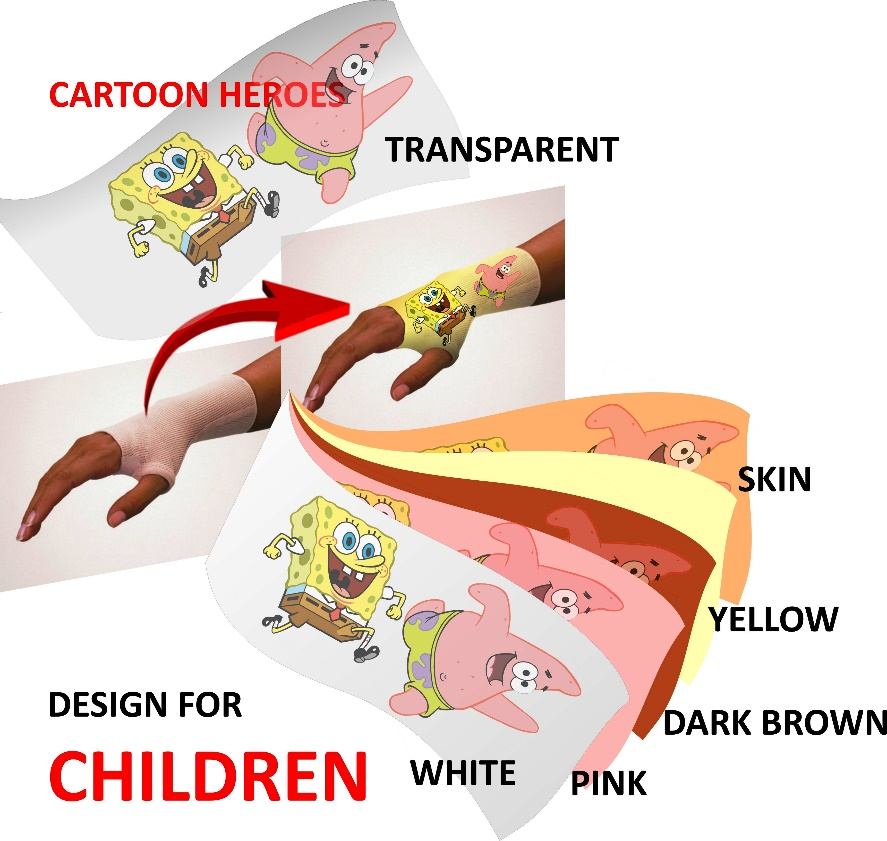 CARTOON HEROES
TRANSPARENT
SKIN
YELLOW
DESIGN FOR
CHILDREN
DARK BROWN
WHITE
PINK